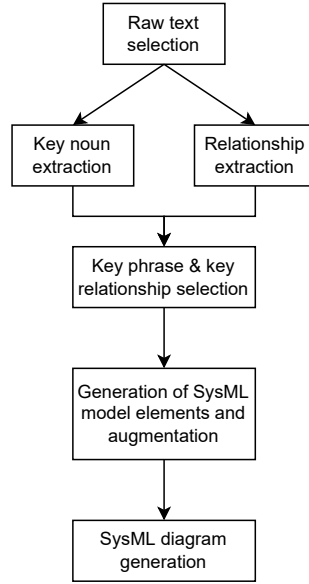 Raw text
selection
Key noun
extraction
Relationship
extraction
Key phrase & key
relationship selection
Generation of SysML
model elements and
augmentation
SysML diagram
generation